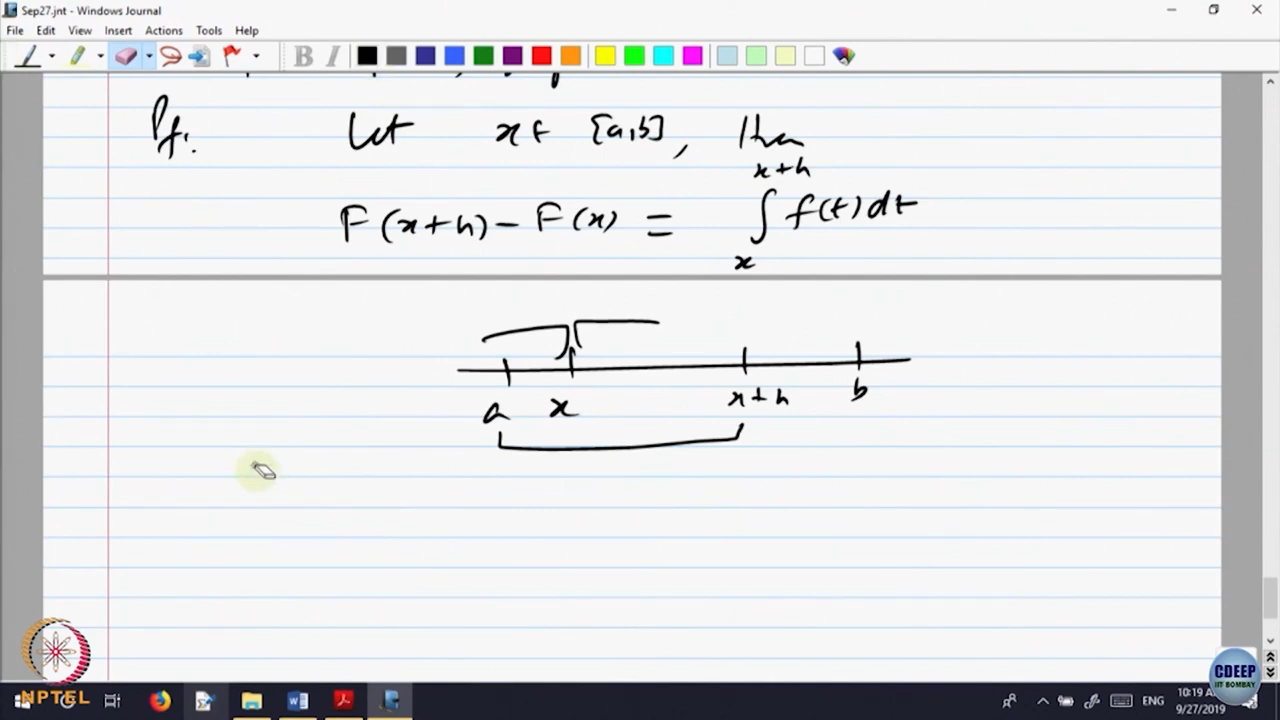 Sep27.jnt - Windows Journal
File Edit View Insert Actions Tools Help
B I
Pf. Let x ∈ [a,b], then
F(x+h) - F(x) = ∫ₓˣ⁺ʰ f(t)dt
a x x+h b
NPTEL
CDEEP
IIT BOMBAY
ENG
10:19 A
9/27/2019